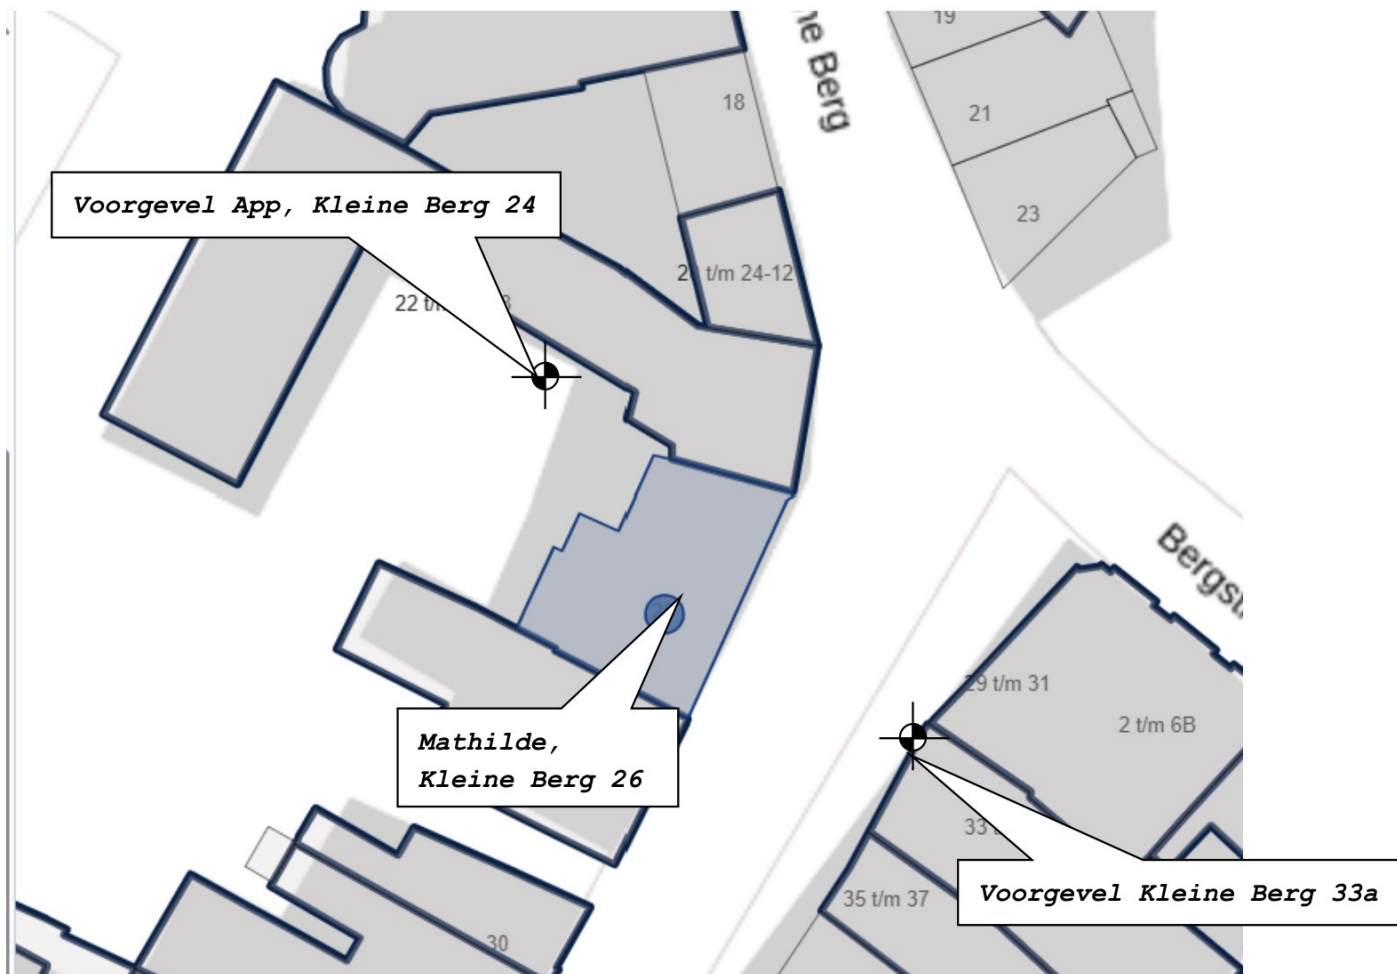 19
ne Berg
18
21
Voorgevel App, Kleine Berg 24
23
t/m 24-12
22
Bergst
29 t/m 31
2 t/m 6B
Mathilde,
Kleine Berg 26
33
Voorgevel Kleine Berg 33a
35 t/m 37
30